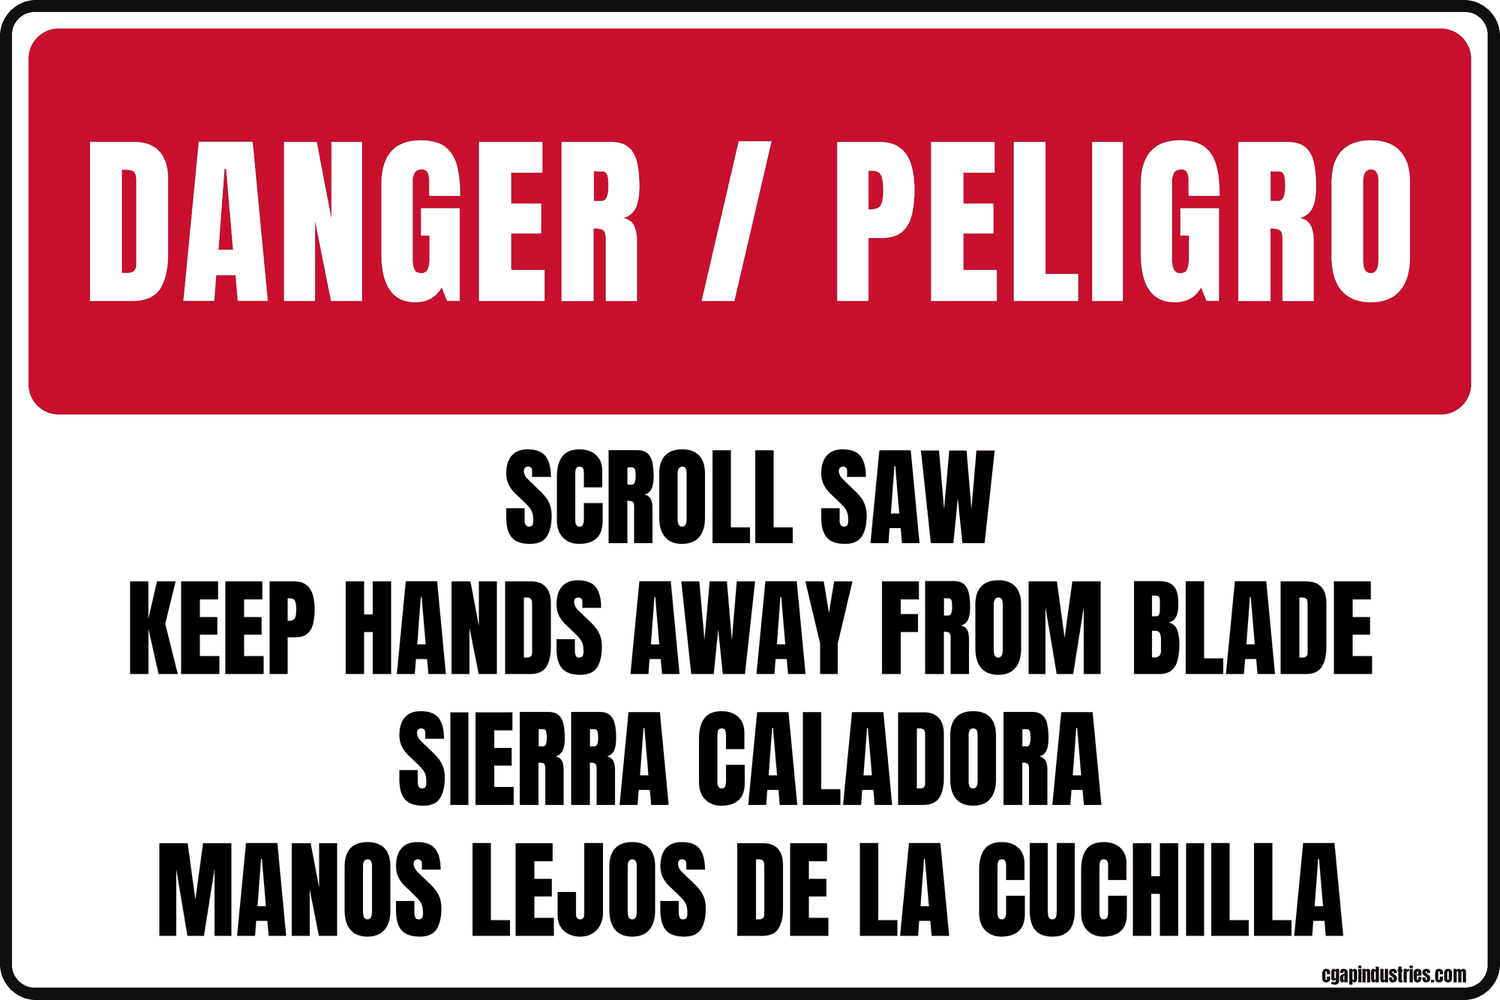 DANGER / PELIGRO
SCROLL SAW
KEEP HANDS AWAY FROM BLADE
SIERRA CALADORA
MANOS LEJOS DE LA CUCHILLA
cgapindustries.com